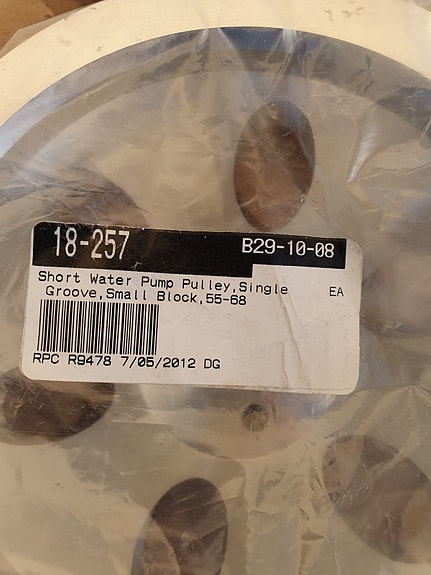 18-257 B29-10-08
Short Water Pump Pulley,Single EA
Groove,Small Block,55-68
RPC R9478 7/05/2012 DG